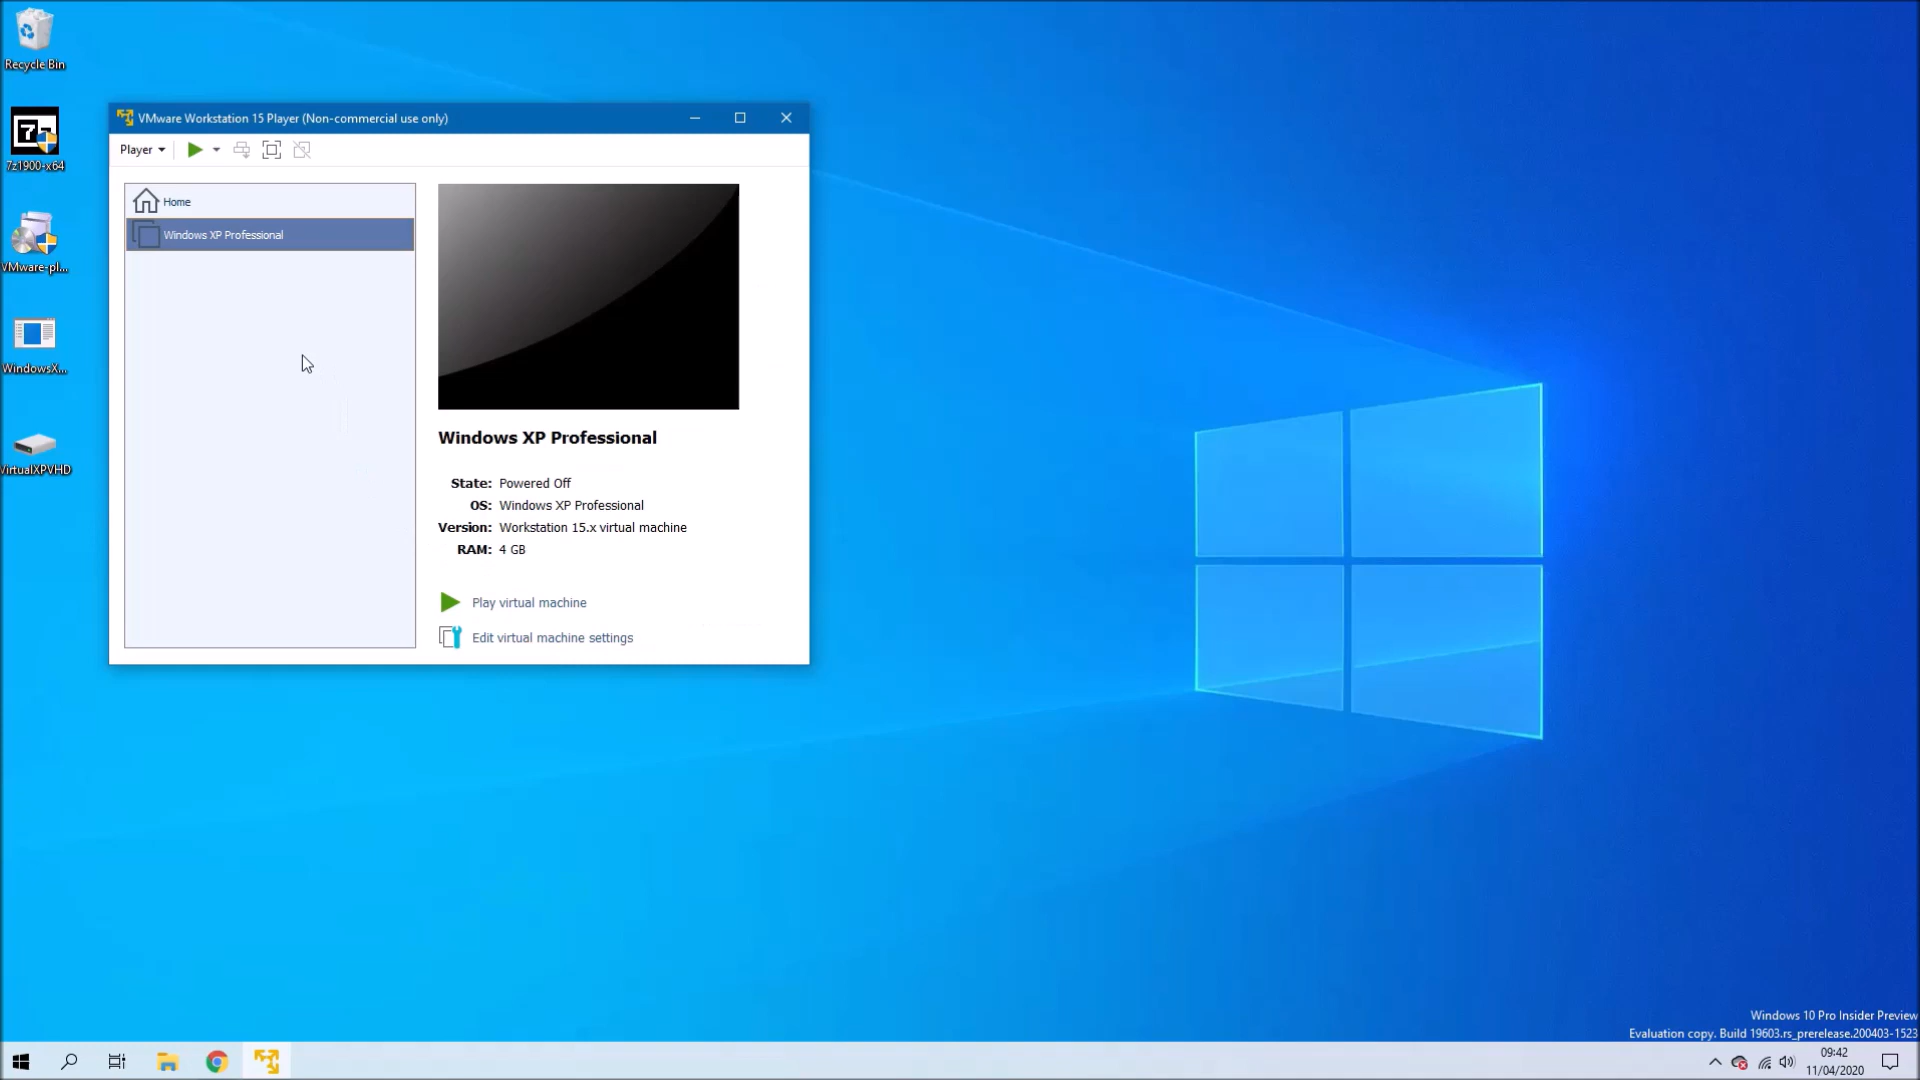 Recycle Bin
7z1900-x64
VMware-pl...
WindowsX...
VirtualXPVHD
VMware Workstation 15 Player (Non-commercial use only)
Player
Home
Windows XP Professional
Windows XP Professional
State: Powered Off
OS: Windows XP Professional
Version: Workstation 15.x virtual machine
RAM: 4 GB
Play virtual machine
Edit virtual machine settings
Windows 10 Pro Insider Preview
Evaluation copy. Build 19603.rs_prerelease.200403-1523
09:42
11/04/2020